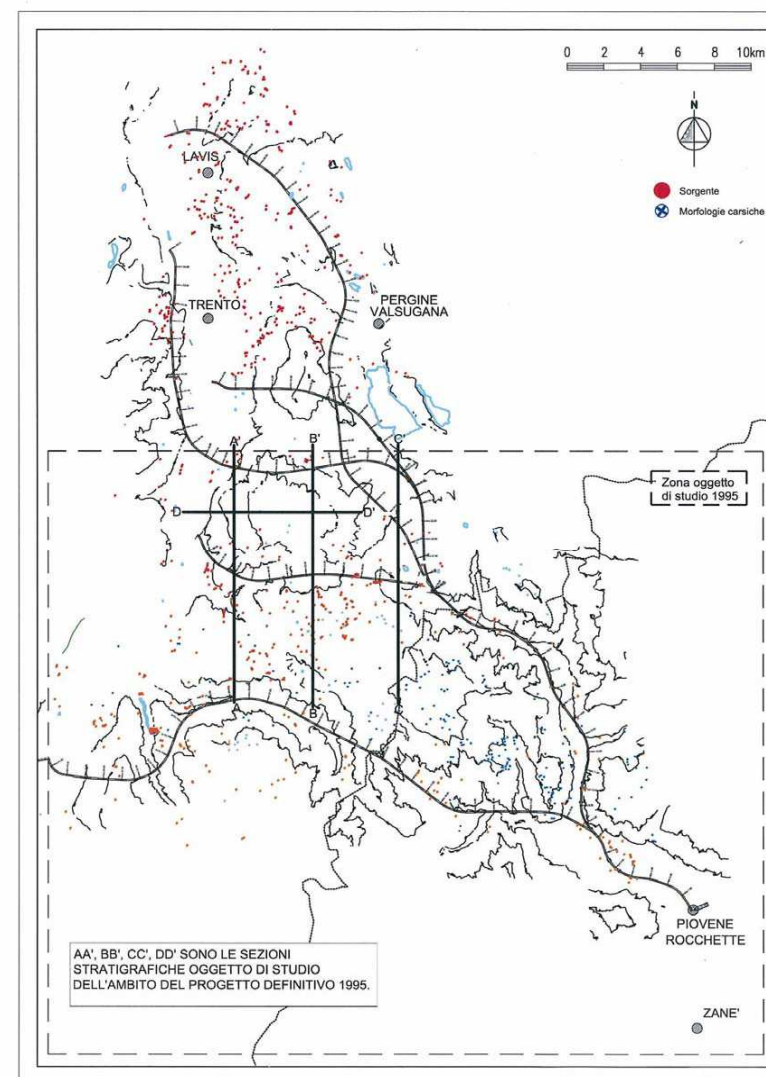 0 2 4 6 8 10km
N
Sorgente
Morfologie carsiche
LAVIS
TRENTO
PERGINE
VALSUGANA
A' B' C'
Zona oggetto
di studio 1995
D D'
A
B
C
PIOVENE
ROCCHETTE
AA', BB', CC', DD' SONO LE SEZIONI
STRATIGRAFICHE OGGETTO DI STUDIO
DELL'AMBITO DEL PROGETTO DEFINITIVO 1995.
ZANE'